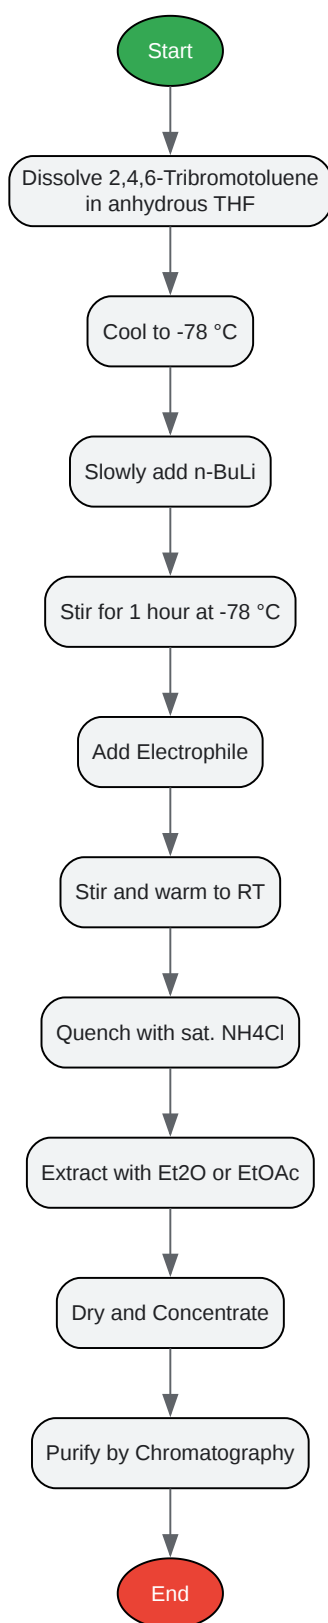 Start
Dissolve 2,4,6-Tribromotoluene
in anhydrous THF
Cool to -78 °C
Slowly add n-BuLi
Stir for 1 hour at -78 °C
Add Electrophile
Stir and warm to RT
Quench with sat. NH4Cl
Extract with Et2O or EtOAc
Dry and Concentrate
Purify by Chromatography
End